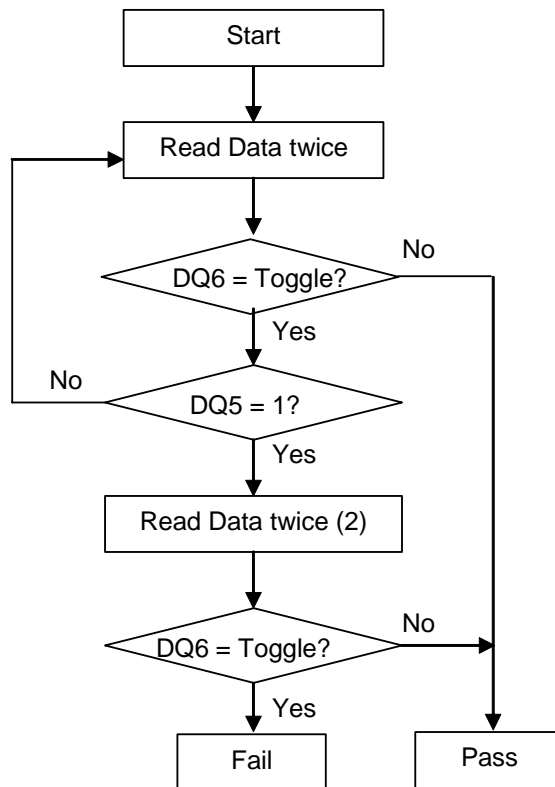 Start
Read Data twice
No
DQ6 = Toggle?
Yes
No
DQ5 = 1?
Yes
Read Data twice (2)
No
DQ6 = Toggle?
Yes
Fail
Pass